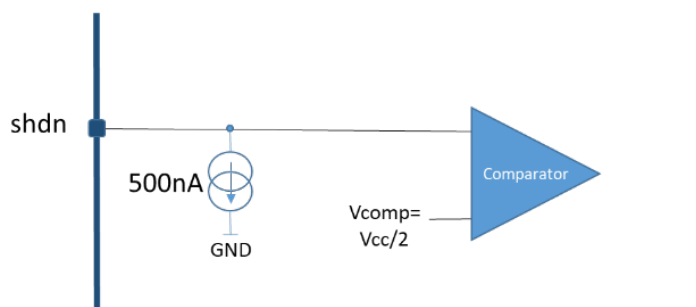 shdn
Comparator
500nA
Vcomp=
Vcc/2
GND